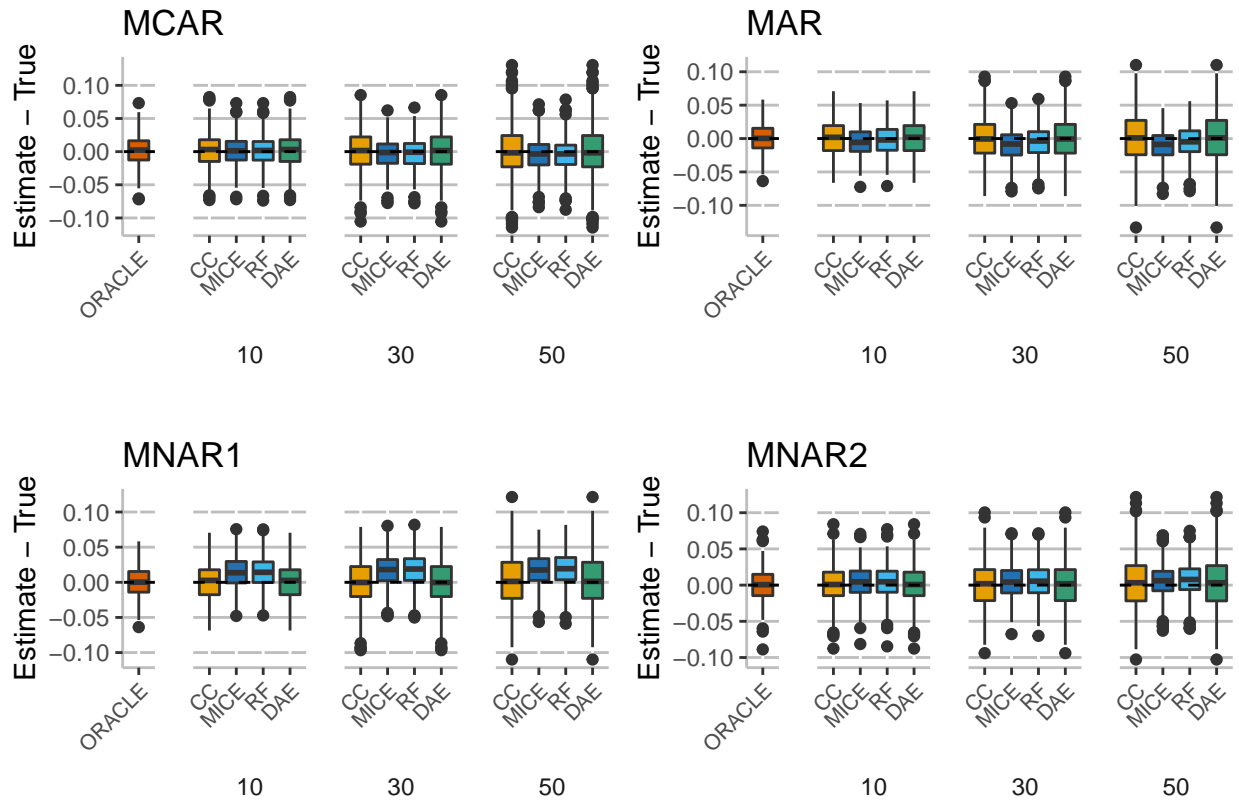 MCAR
Estimate − True
0.10
0.05
0.00
−0.05
−0.10
ORACLE
CC
MICE
RF
DAE
CC
MICE
RF
DAE
CC
MICE
RF
DAE
10
30
50
MAR
Estimate − True
0.10
0.05
0.00
−0.05
−0.10
ORACLE
CC
MICE
RF
DAE
CC
MICE
RF
DAE
CC
MICE
RF
DAE
10
30
50
MNAR1
Estimate − True
0.10
0.05
0.00
−0.05
−0.10
ORACLE
CC
MICE
RF
DAE
CC
MICE
RF
DAE
CC
MICE
RF
DAE
10
30
50
MNAR2
Estimate − True
0.10
0.05
0.00
−0.05
−0.10
ORACLE
CC
MICE
RF
DAE
CC
MICE
RF
DAE
CC
MICE
RF
DAE
10
30
50